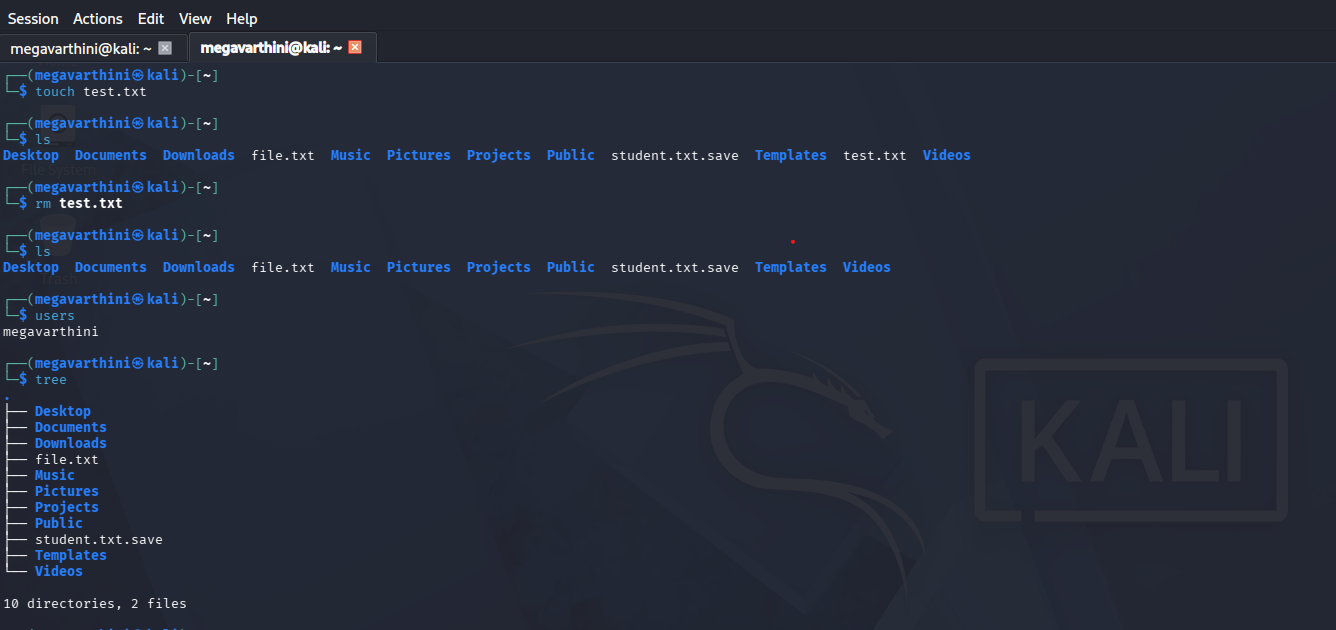 Session Actions Edit View Help
megavarthini@kali: ~ megavarthini@kali: ~
┌──(megavarthini㉿kali)-[~]
└─$ touch test.txt
┌──(megavarthini㉿kali)-[~]
└─$ ls
Desktop Documents Downloads file.txt Music Pictures Projects Public student.txt.save Templates test.txt Videos
File System
┌──(megavarthini㉿kali)-[~]
└─$ rm test.txt
┌──(megavarthini㉿kali)-[~]
└─$ ls
Desktop Documents Downloads file.txt Music Pictures Projects Public student.txt.save Templates Videos
Trash
┌──(megavarthini㉿kali)-[~]
└─$ users
megavarthini
┌──(megavarthini㉿kali)-[~]
└─$ tree
.
├── Desktop
├── Documents
├── Downloads
├── file.txt
├── Music
├── Pictures
├── Projects
├── Public
├── student.txt.save
├── Templates
└── Videos
KALI
10 directories, 2 files